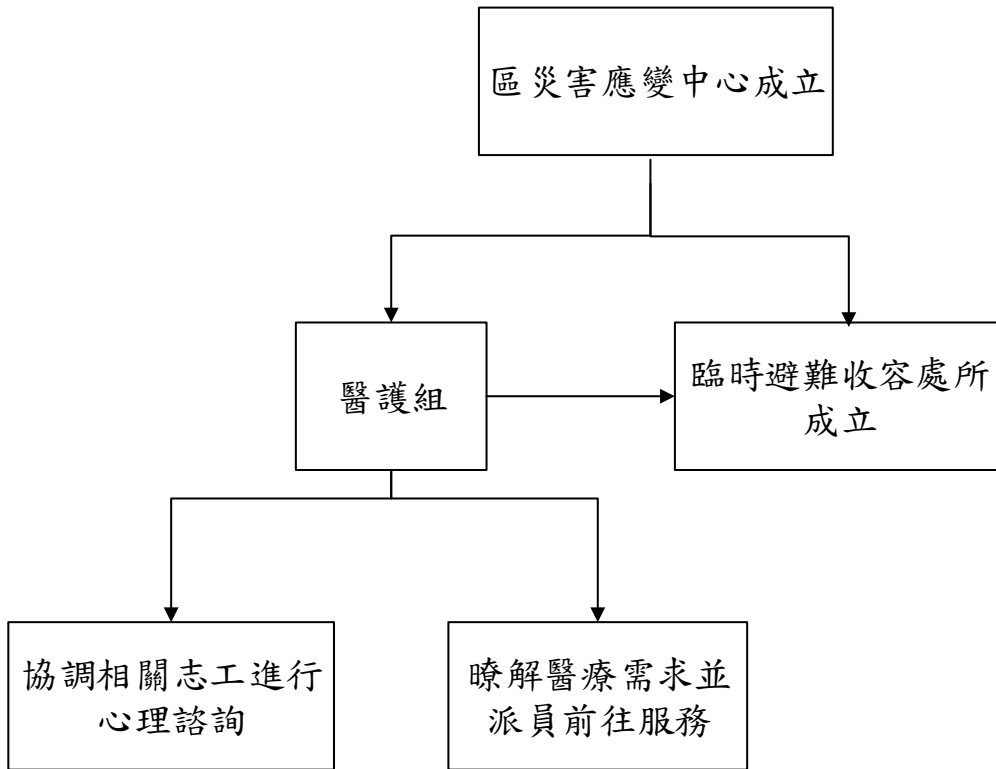 區災害應變中心成立
醫護組
臨時避難收容處所
成立
協調相關志工進行
心理諮詢
瞭解醫療需求並
派員前往服務